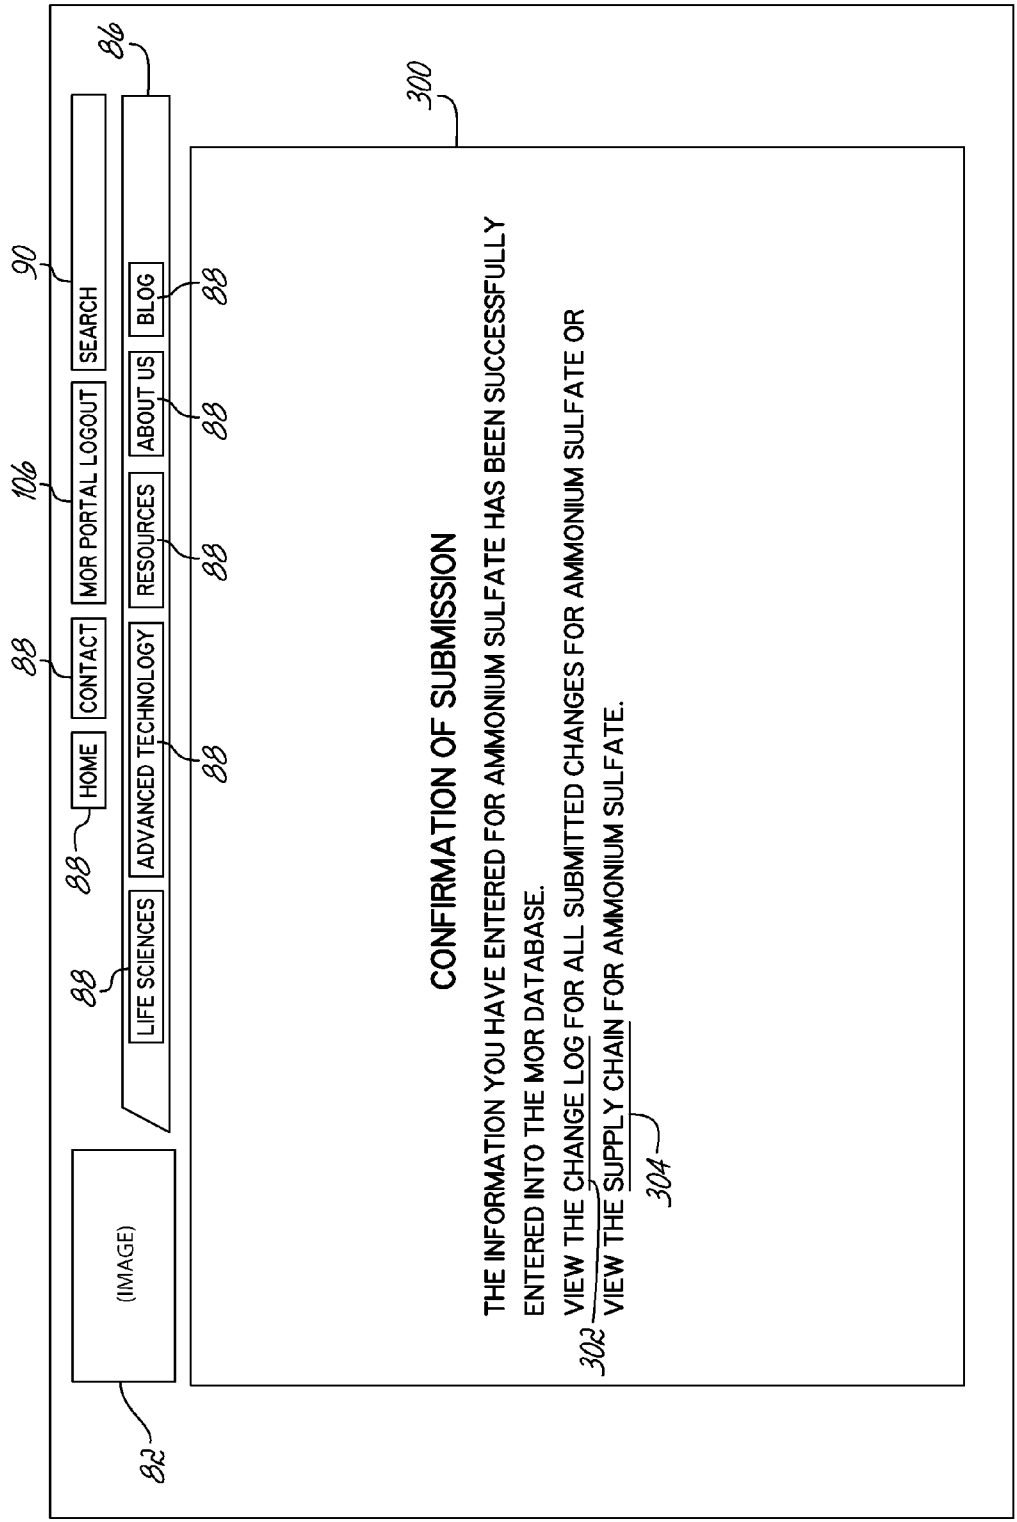 90
106
88
86
HOME
CONTACT
MOR PORTAL LOGOUT
SEARCH
88
88
LIFE SCIENCES
ADVANCED TECHNOLOGY
RESOURCES
ABOUT US
BLOG
88
88
88
88
(IMAGE)
82
300
CONFIRMATION OF SUBMISSION
THE INFORMATION YOU HAVE ENTERED FOR AMMONIUM SULFATE HAS BEEN SUCCESSFULLY
ENTERED INTO THE MOR DATABASE.
VIEW THE CHANGE LOG FOR ALL SUBMITTED CHANGES FOR AMMONIUM SULFATE OR
VIEW THE SUPPLY CHAIN FOR AMMONIUM SULFATE.
302
304